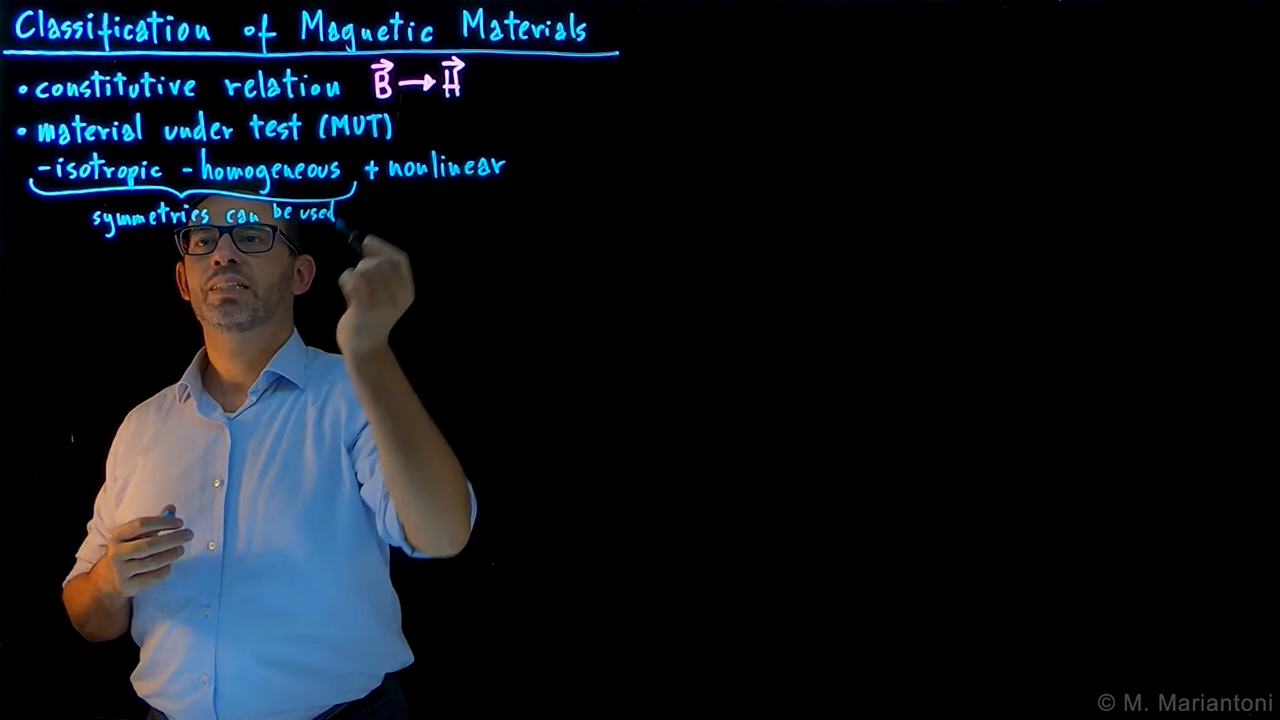 Classification of Magnetic Materials
• constitutive relation B→H
• material under test (MUT)
- isotropic - homogeneous + nonlinear
symmetries can be used
© M. Mariantoni